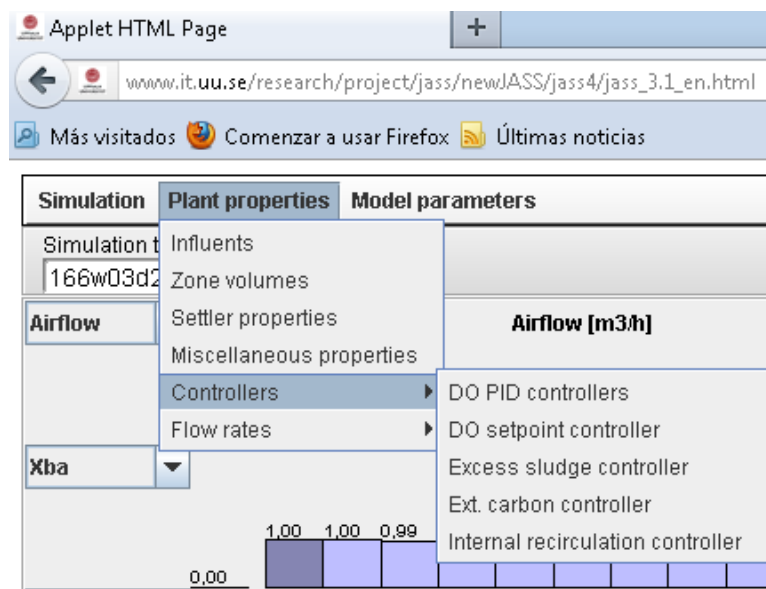 Applet HTML Page
+
www.it.uu.se/research/project/jass/newJASS/jass4/jass_3.1_en.html
Más visitados Comenzar a usar Firefox Últimas noticias
Simulation Plant properties Model parameters
Simulation t
166w03d2
Influents
Zone volumes
Settler properties
Miscellaneous properties
Controllers
Flow rates
Airflow
Airflow [m3/h]
DO PID controllers
DO setpoint controller
Excess sludge controller
Ext. carbon controller
Internal recirculation controller
Xba
1,00 1,00 0,99
0,00